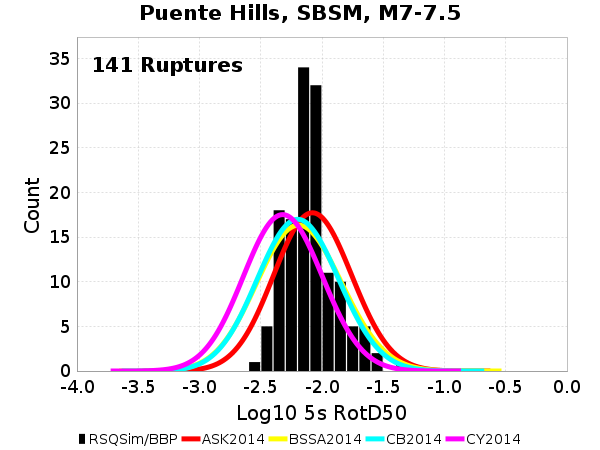 Puente Hills, SBSM, M7-7.5
141 Ruptures
Count
35
30
25
20
15
10
5
0
-4.0 -3.5 -3.0 -2.5 -2.0 -1.5 -1.0 -0.5 0.0
Log10 5s RotD50
RSQSim/BBP ASK2014 BSSA2014 CB2014 CY2014